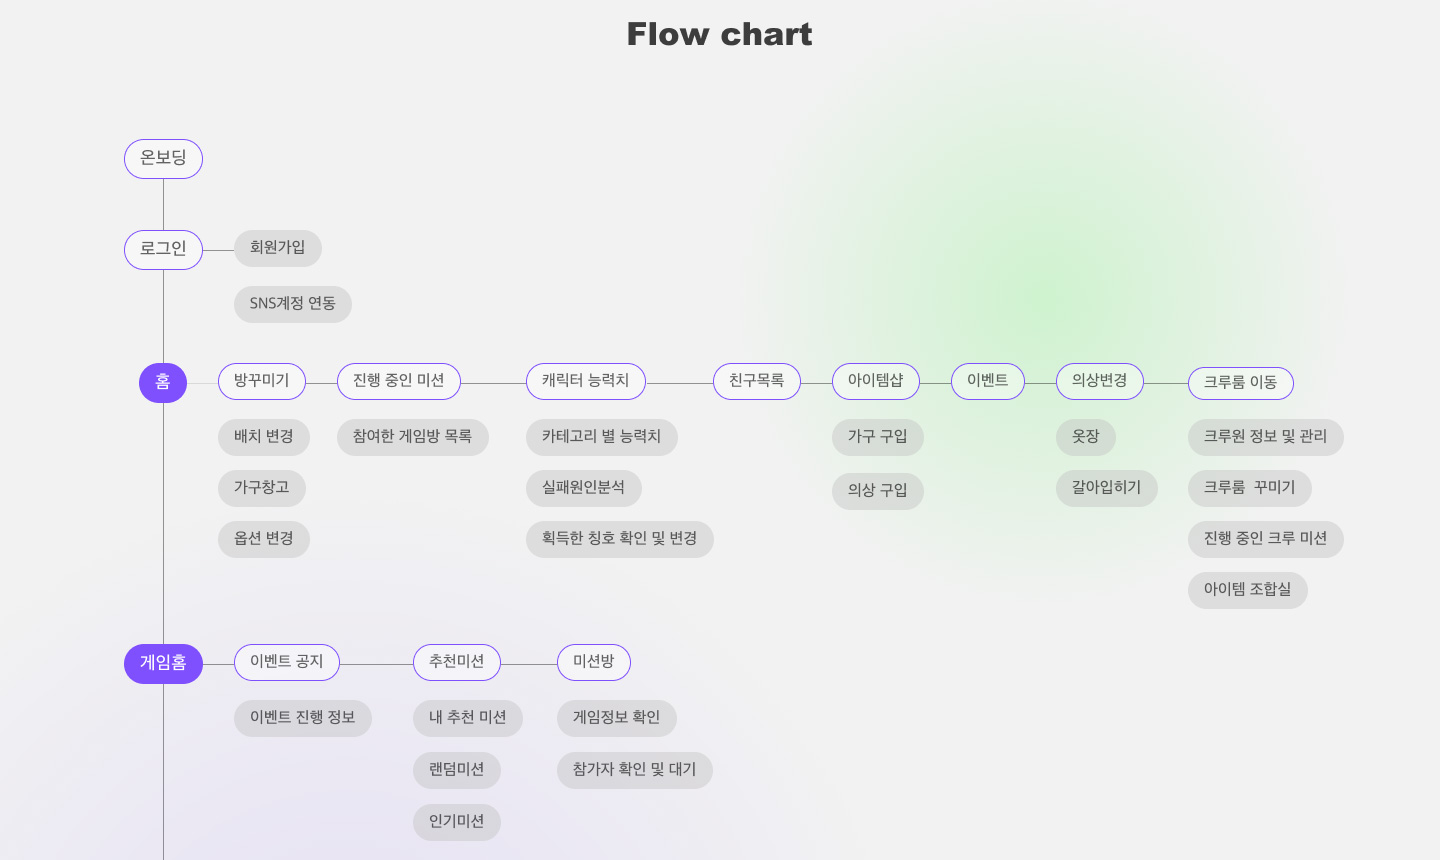 Flow chart
온보딩
로그인
회원가입
SNS계정 연동
홈
방꾸미기
진행 중인 미션
캐릭터 능력치
친구목록
아이템샵
이벤트
의상변경
크루룸 이동
배치 변경
참여한 게임방 목록
카테고리 별 능력치
가구 구입
옷장
크루원 정보 및 관리
가구창고
실패원인분석
의상 구입
갈아입히기
크루룸  꾸미기
옵션 변경
획득한 칭호 확인 및 변경
진행 중인 크루 미션
아이템 조합실
게임홈
이벤트 공지
추천미션
미션방
이벤트 진행 정보
내 추천 미션
게임정보 확인
랜덤미션
참가자 확인 및 대기
인기미션